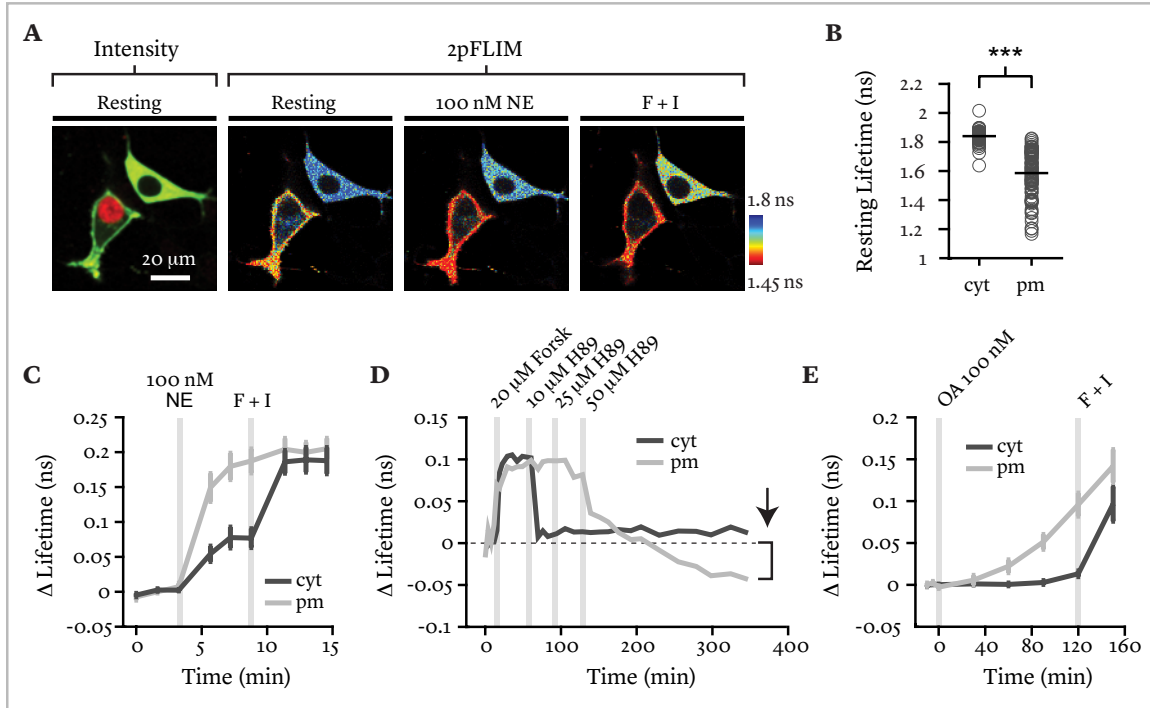 A
Intensity
2pFLIM
Resting
Resting
100 nM NE
F + I
20 μm
1.8 ns
1.45 ns
B
***
Resting Lifetime (ns)
2.2
2
1.8
1.6
1.4
1.2
1
cyt
pm
C
100 nM
NE
F + I
Δ Lifetime (ns)
0.25
0.2
0.15
0.1
0.05
0
-0.05
cyt
pm
0
5
10
15
Time (min)
D
20 μM Forsk
10 μM H89
25 μM H89
50 μM H89
Δ Lifetime (ns)
0.15
0.1
0.05
0
-0.05
-0.1
cyt
pm
0
100
200
300
400
Time (min)
E
OA 100 nM
F + I
Δ Lifetime (ns)
0.2
0.15
0.1
0.05
0
-0.05
cyt
pm
0
40
80
120
160
Time (min)